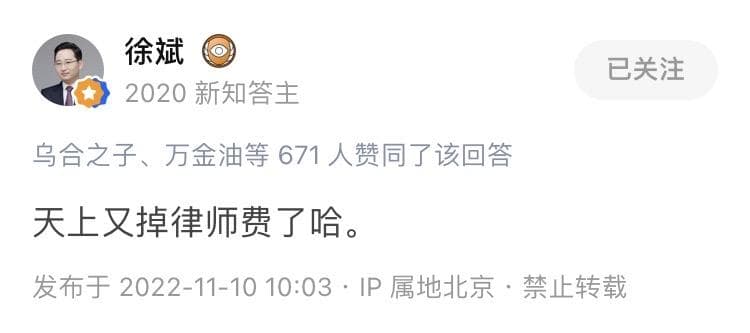 徐斌
已关注
2020 新知答主
乌合之子、万金油等 671 人赞同了该回答
天上又掉律师费了哈。
发布于 2022-11-10 10:03 · IP 属地北京 · 禁止转载